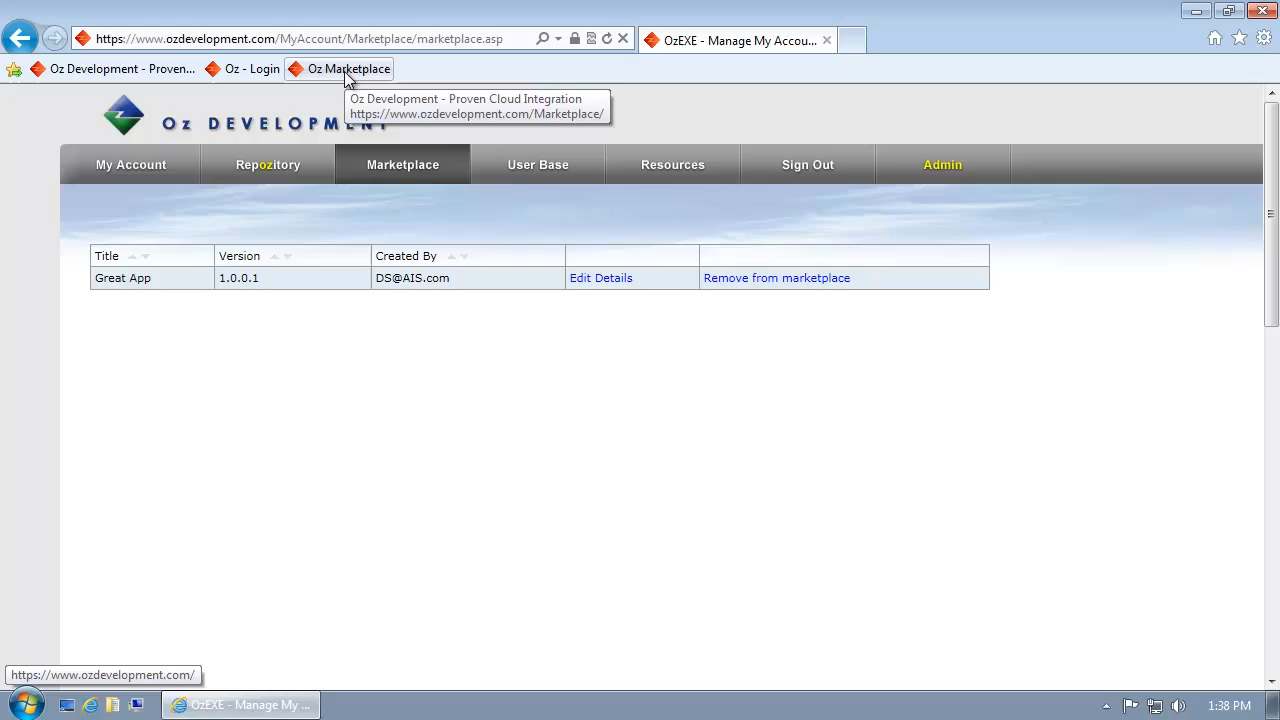 https://www.ozdevelopment.com/MyAccount/Marketplace/marketplace.asp
OzEXE - Manage My Accou...
Oz Development - Proven...
Oz - Login
Oz Marketplace
Oz Development - Proven Cloud Integration
https://www.ozdevelopment.com/Marketplace/
Oz DEVELOPMENT
My Account
Repozitory
Marketplace
User Base
Resources
Sign Out
Admin
Title
Version
Created By
Great App
1.0.0.1
DS@AIS.com
Edit Details
Remove from marketplace
https://www.ozdevelopment.com/
OzEXE - Manage My ...
1:38 PM